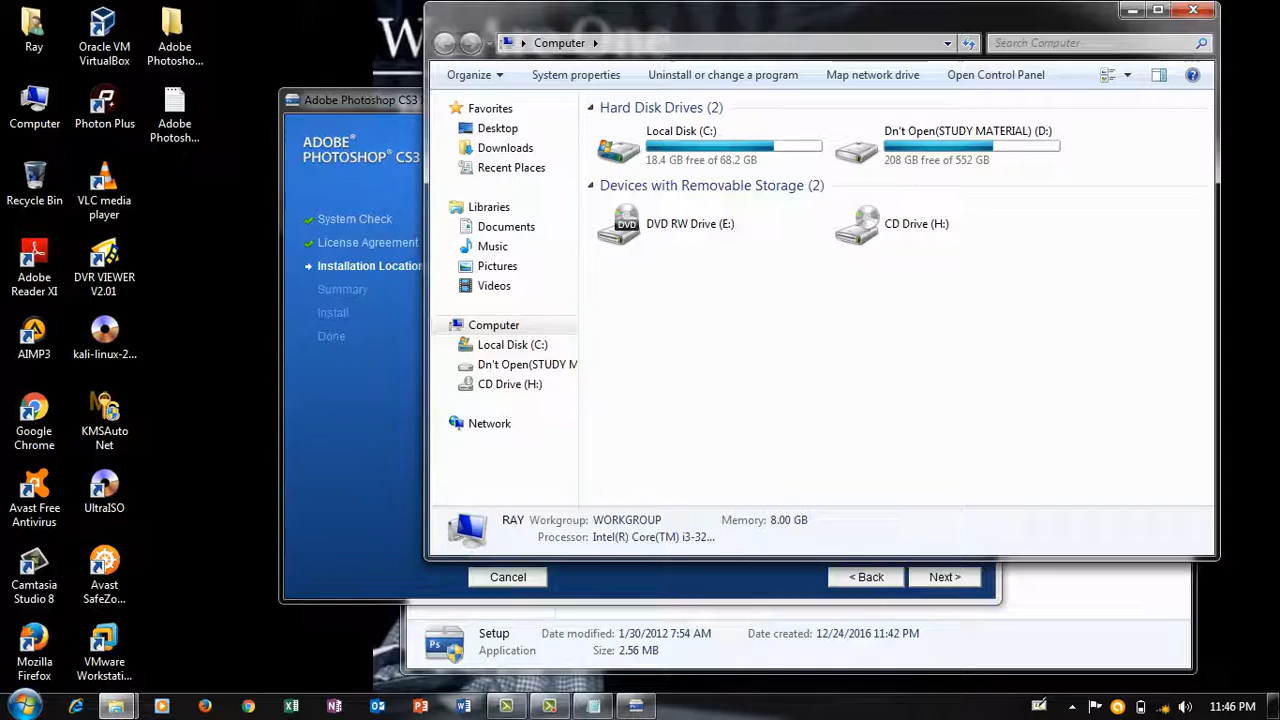 Ray
Oracle VM
VirtualBox
Adobe
Photosho...
Computer
Photon Plus
Adobe
Photosh...
Recycle Bin
VLC media
player
Adobe
Reader XI
DVR VIEWER
V2.01
AIMP3
kali-linux-2...
Google
Chrome
KMSAuto
Net
Avast Free
Antivirus
UltraISO
Camtasia
Studio 8
Avast
SafeZo...
Mozilla
Firefox
VMware
Workstati...
Adobe Photoshop CS3
ADOBE®
PHOTOSHOP® CS3
System Check
License Agreement
Installation Location
Summary
Install
Done
Cancel
< Back
Next >
Computer
Search Computer
Organize
System properties
Uninstall or change a program
Map network drive
Open Control Panel
Favorites
Desktop
Downloads
Recent Places
Libraries
Documents
Music
Pictures
Videos
Computer
Local Disk (C:)
Dn't Open(STUDY M
CD Drive (H:)
Network
Hard Disk Drives (2)
Local Disk (C:)
18.4 GB free of 68.2 GB
Dn't Open(STUDY MATERIAL) (D:)
208 GB free of 552 GB
Devices with Removable Storage (2)
DVD
DVD RW Drive (E:)
CD Drive (H:)
RAY Workgroup: WORKGROUP Memory: 8.00 GB
Processor: Intel(R) Core(TM) i3-32...
Ps
Setup Date modified: 1/30/2012 7:54 AM Date created: 12/24/2016 11:42 PM
Application Size: 2.56 MB
11:46 PM